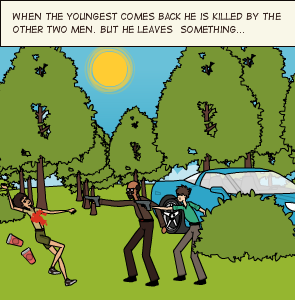 WHEN THE YOUNGEST COMES BACK HE IS KILLED BY THE
OTHER TWO MEN. BUT HE LEAVES SOMETHING...